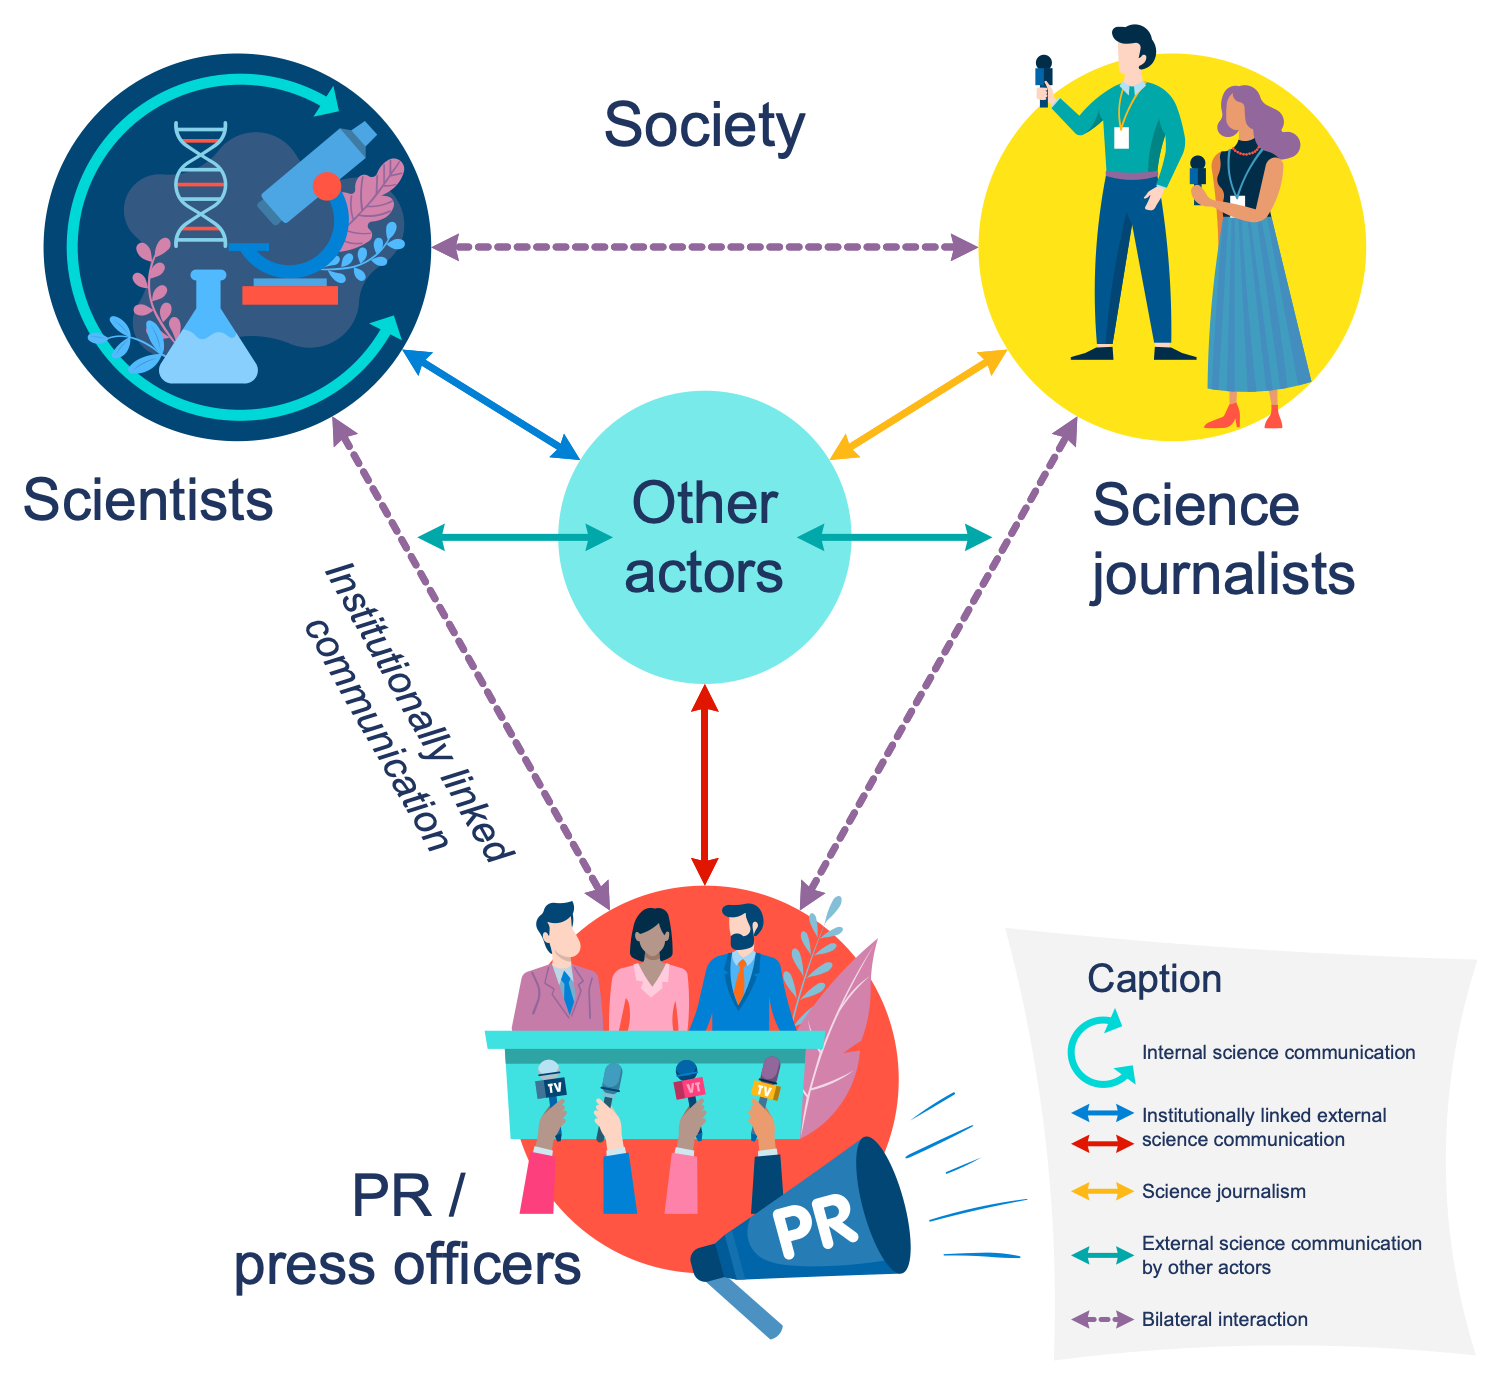 Society
Scientists
Science
journalists
Other
actors
Institutionally linked
communication
TV
VT
TV
PR
PR /
press officers
Caption
Internal science communication
Institutionally linked external
science communication
Science journalism
External science communication
by other actors
Bilateral interaction